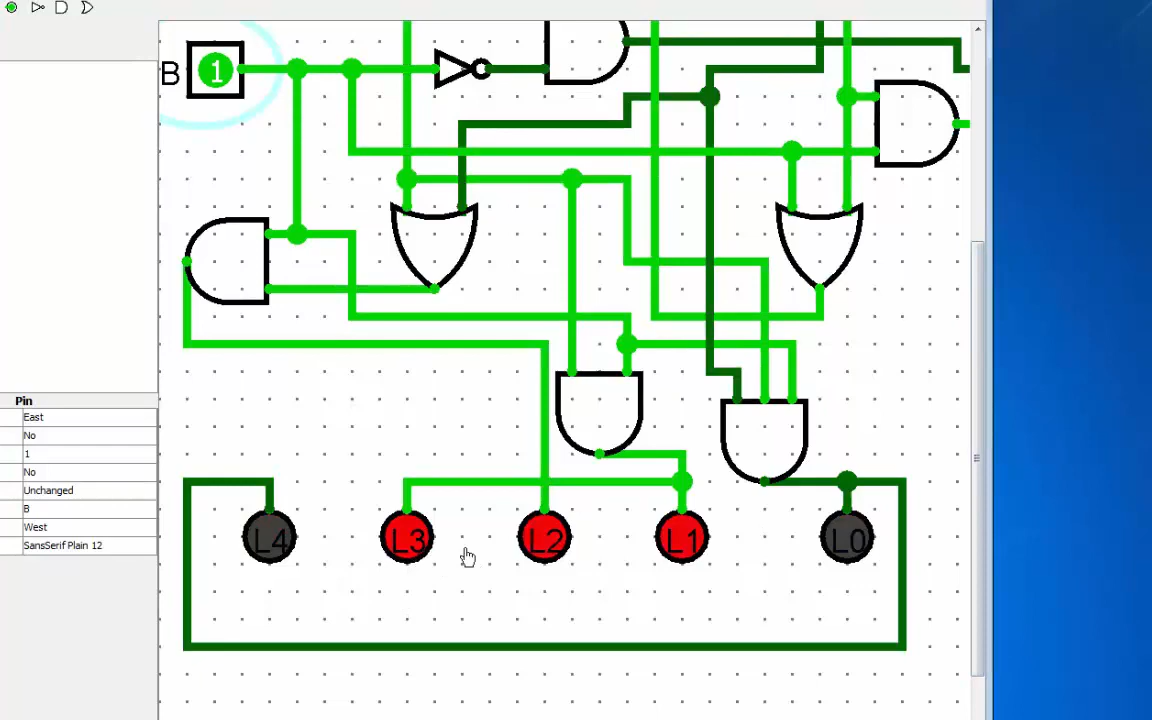 B
1
Pin
East
No
1
No
Unchanged
B
West
SansSerif Plain 12
L4
L3
L2
L1
L0